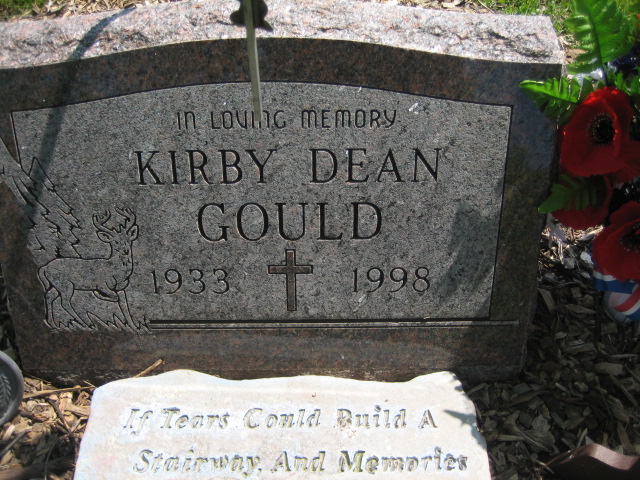 IN LOVING MEMORY
KIRBY DEAN
GOULD
1933 1998
If Tears Could Build A
Stairway, And Memories